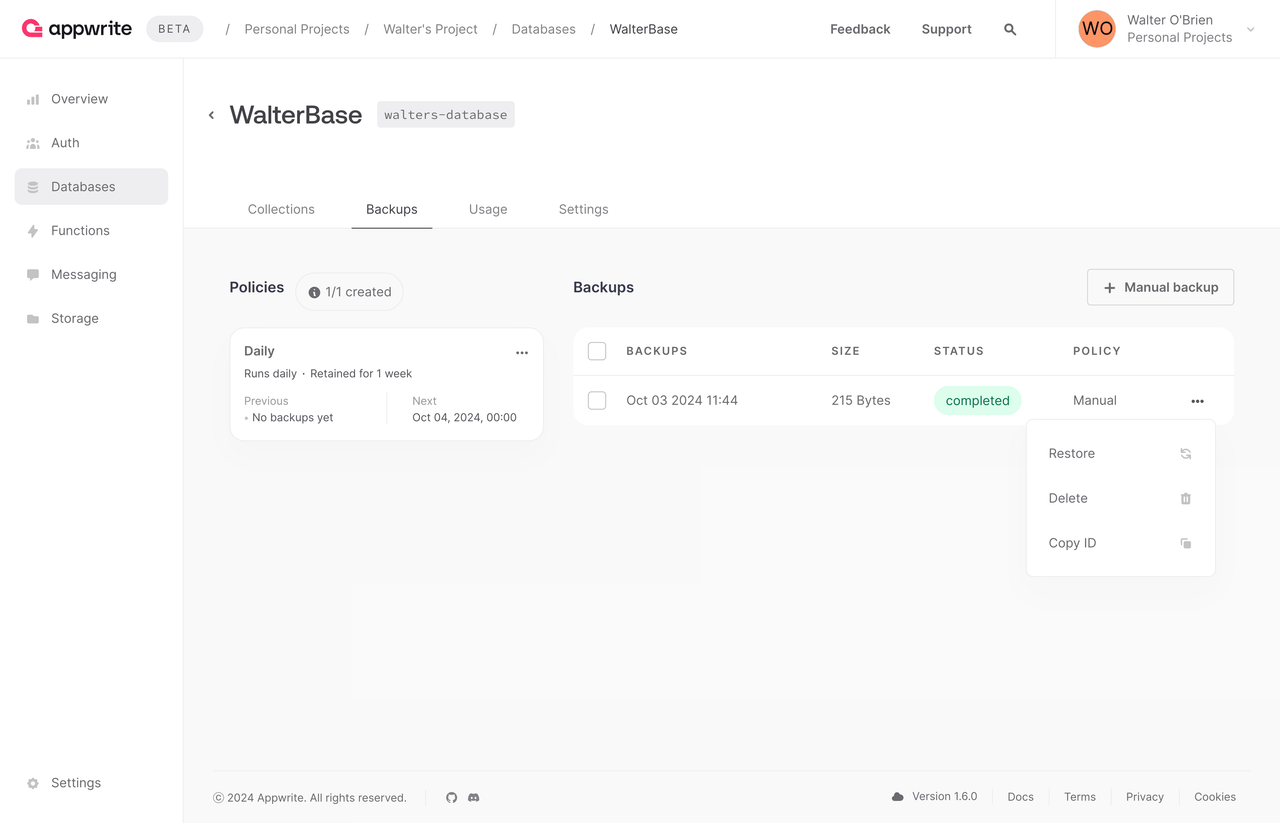 appwrite BETA / Personal Projects / Walter's Project / Databases / WalterBase Feedback Support WO Walter O'Brien
Personal Projects
Overview
Auth
Databases
Functions
Messaging
Storage
Settings
WalterBase walters-database
Collections Backups Usage Settings
Policies 1/1 created
Daily
Runs daily · Retained for 1 week
Previous Next
No backups yet Oct 04, 2024, 00:00
Backups Manual backup
BACKUPS SIZE STATUS POLICY
Oct 03 2024 11:44 215 Bytes completed Manual
Restore
Delete
Copy ID
© 2024 Appwrite. All rights reserved. Version 1.6.0 Docs Terms Privacy Cookies